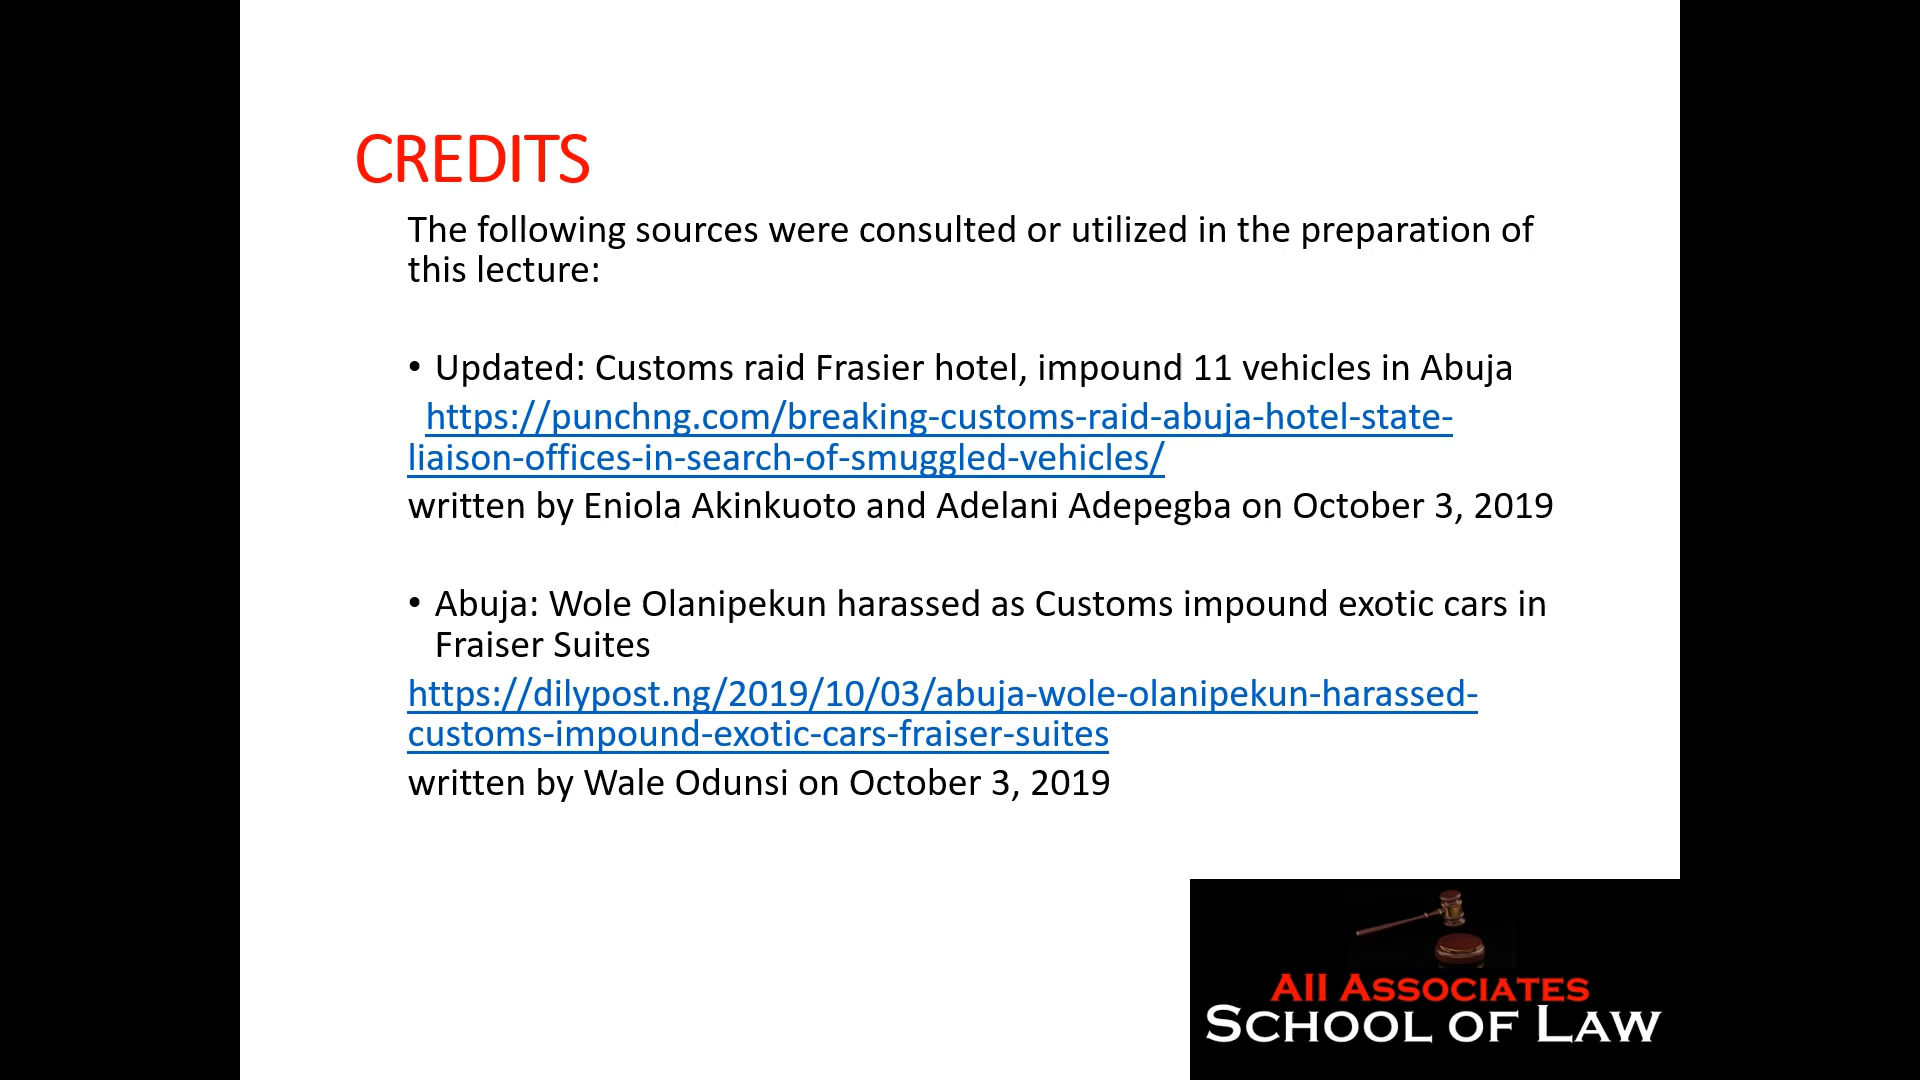 CREDITS
The following sources were consulted or utilized in the preparation of
this lecture:
• Updated: Customs raid Frasier hotel, impound 11 vehicles in Abuja
https://punchng.com/breaking-customs-raid-abuja-hotel-state-
liaison-offices-in-search-of-smuggled-vehicles/
written by Eniola Akinkuoto and Adelani Adepegba on October 3, 2019
• Abuja: Wole Olanipekun harassed as Customs impound exotic cars in
Fraiser Suites
https://dilypost.ng/2019/10/03/abuja-wole-olanipekun-harassed-
customs-impound-exotic-cars-fraiser-suites
written by Wale Odunsi on October 3, 2019
All Associates
School of Law